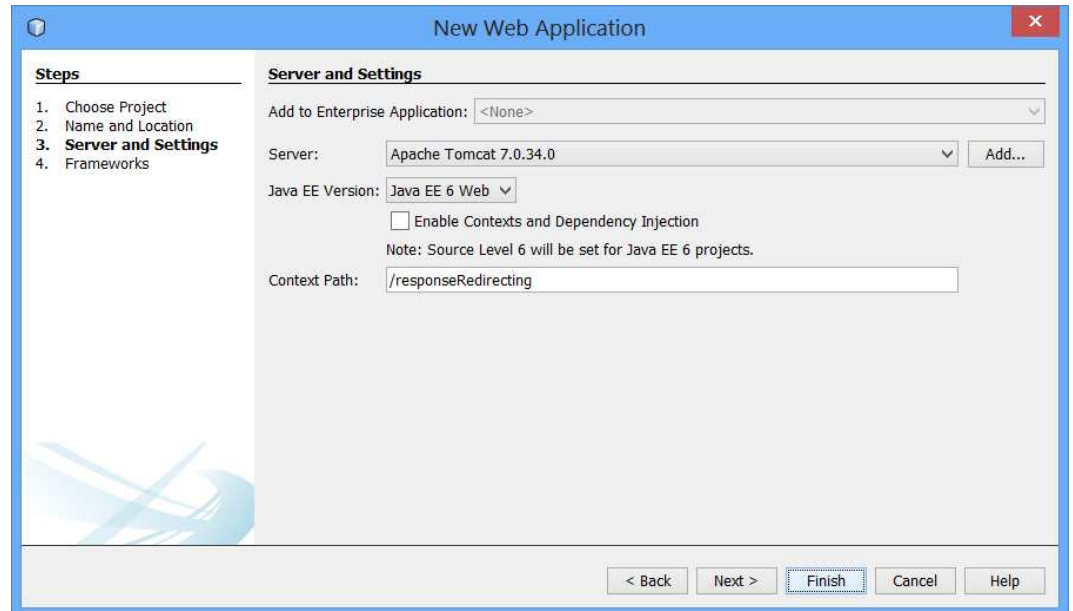 New Web Application
Steps
1. Choose Project
2. Name and Location
3. Server and Settings
4. Frameworks
Server and Settings
Add to Enterprise Application: <None>
Server: Apache Tomcat 7.0.34.0 Add...
Java EE Version: Java EE 6 Web
Enable Contexts and Dependency Injection
Note: Source Level 6 will be set for Java EE 6 projects.
Context Path: /responseRedirecting
< Back Next > Finish Cancel Help